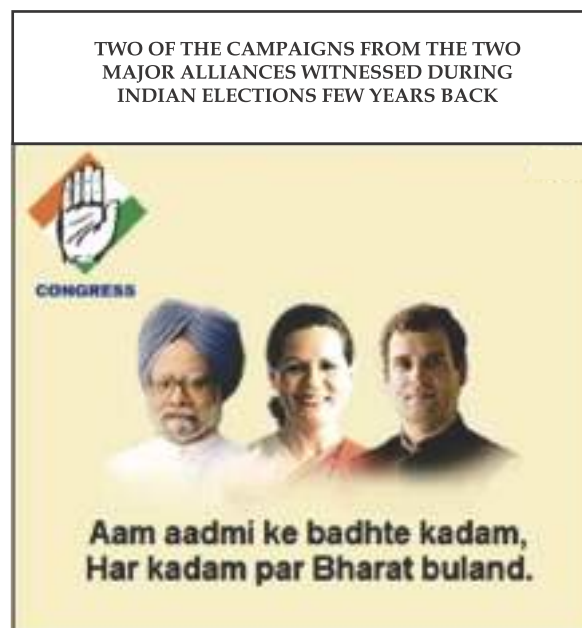 TWO OF THE CAMPAIGNS FROM THE TWO
MAJOR ALLIANCES WITNESSED DURING
INDIAN ELECTIONS FEW YEARS BACK
CONGRESS
Aam aadmi ke badhte kadam,
Har kadam par Bharat buland.